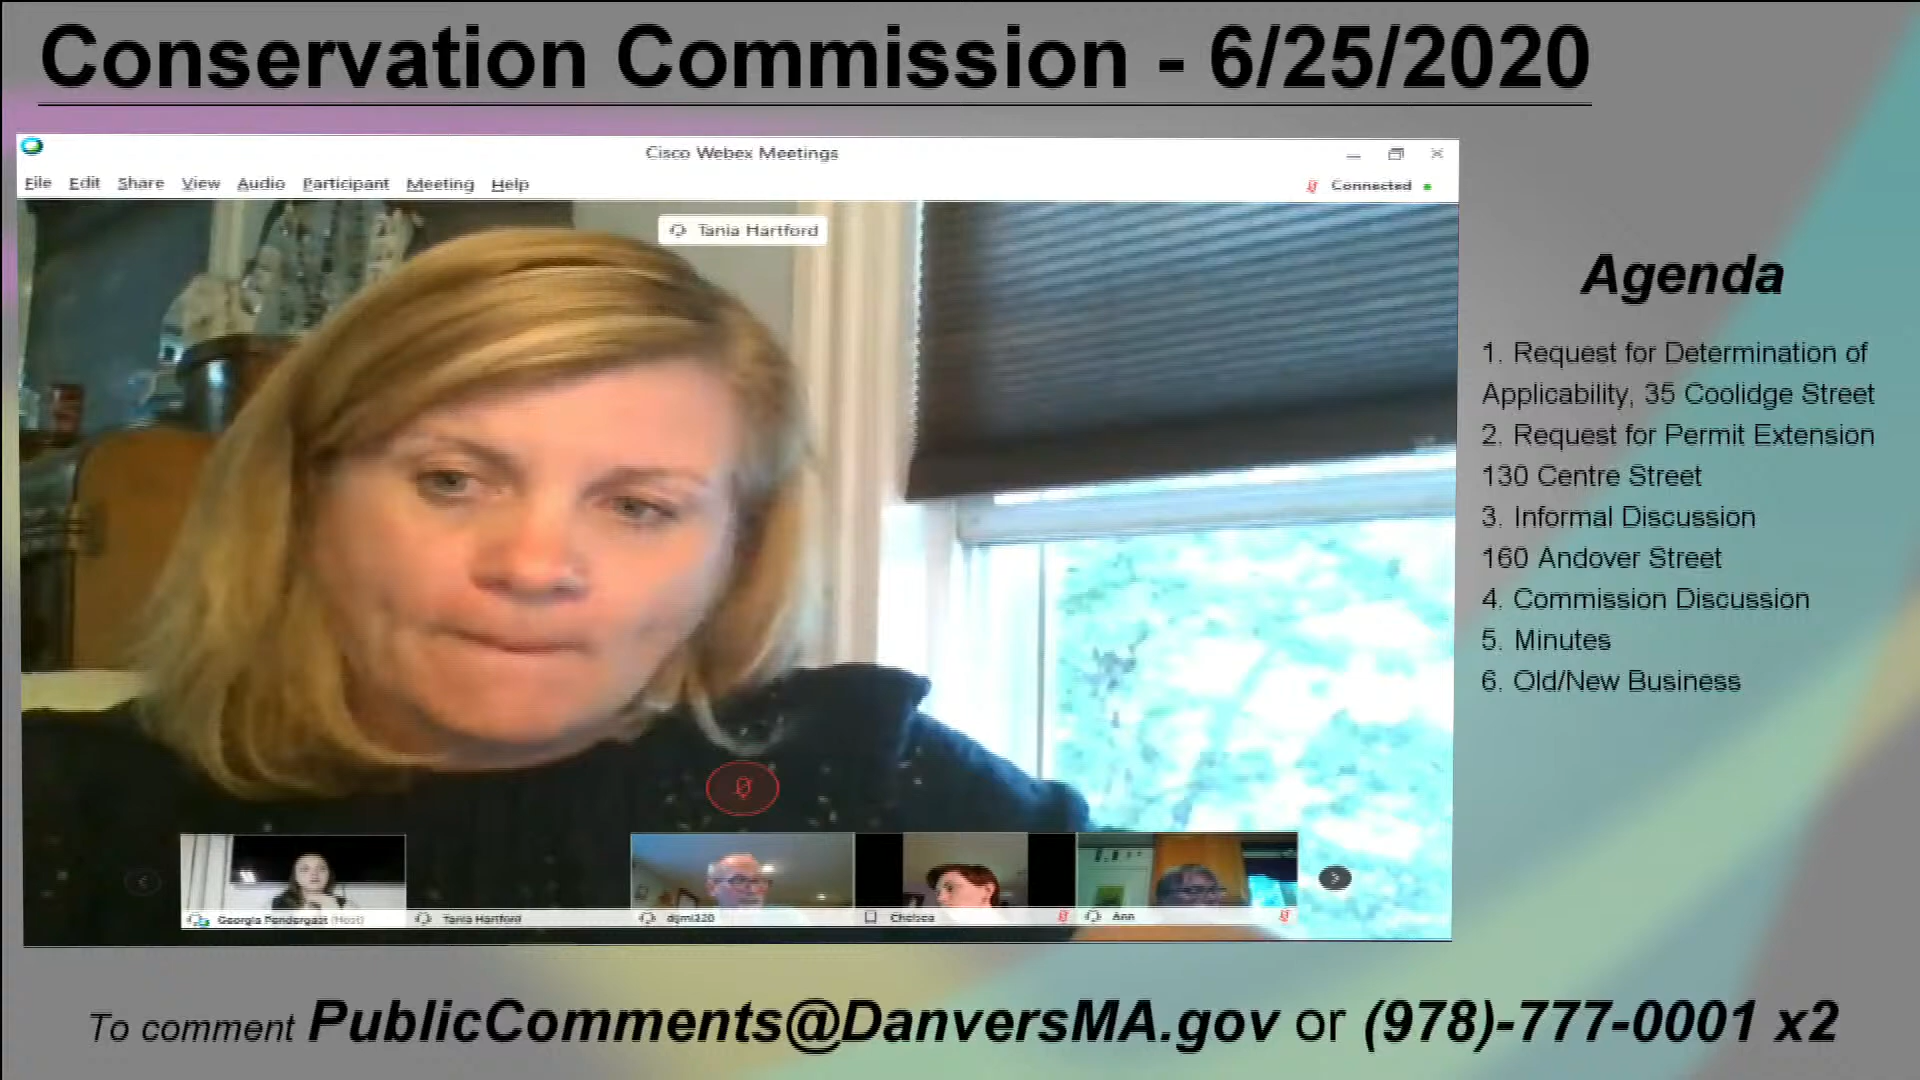 Conservation Commission - 6/25/2020
Cisco Webex Meetings
File Edit Share View Audio Participant Meeting Help
Connected
Tania Hartford
Agenda
1. Request for Determination of
Applicability, 35 Coolidge Street
2. Request for Permit Extension
130 Centre Street
3. Informal Discussion
160 Andover Street
4. Commission Discussion
5. Minutes
6. Old/New Business
Georgia Pendergast (Host)
Tania Hartford
Chelsea
Ann
To comment PublicComments@DanversMA.gov or (978)-777-0001 x2